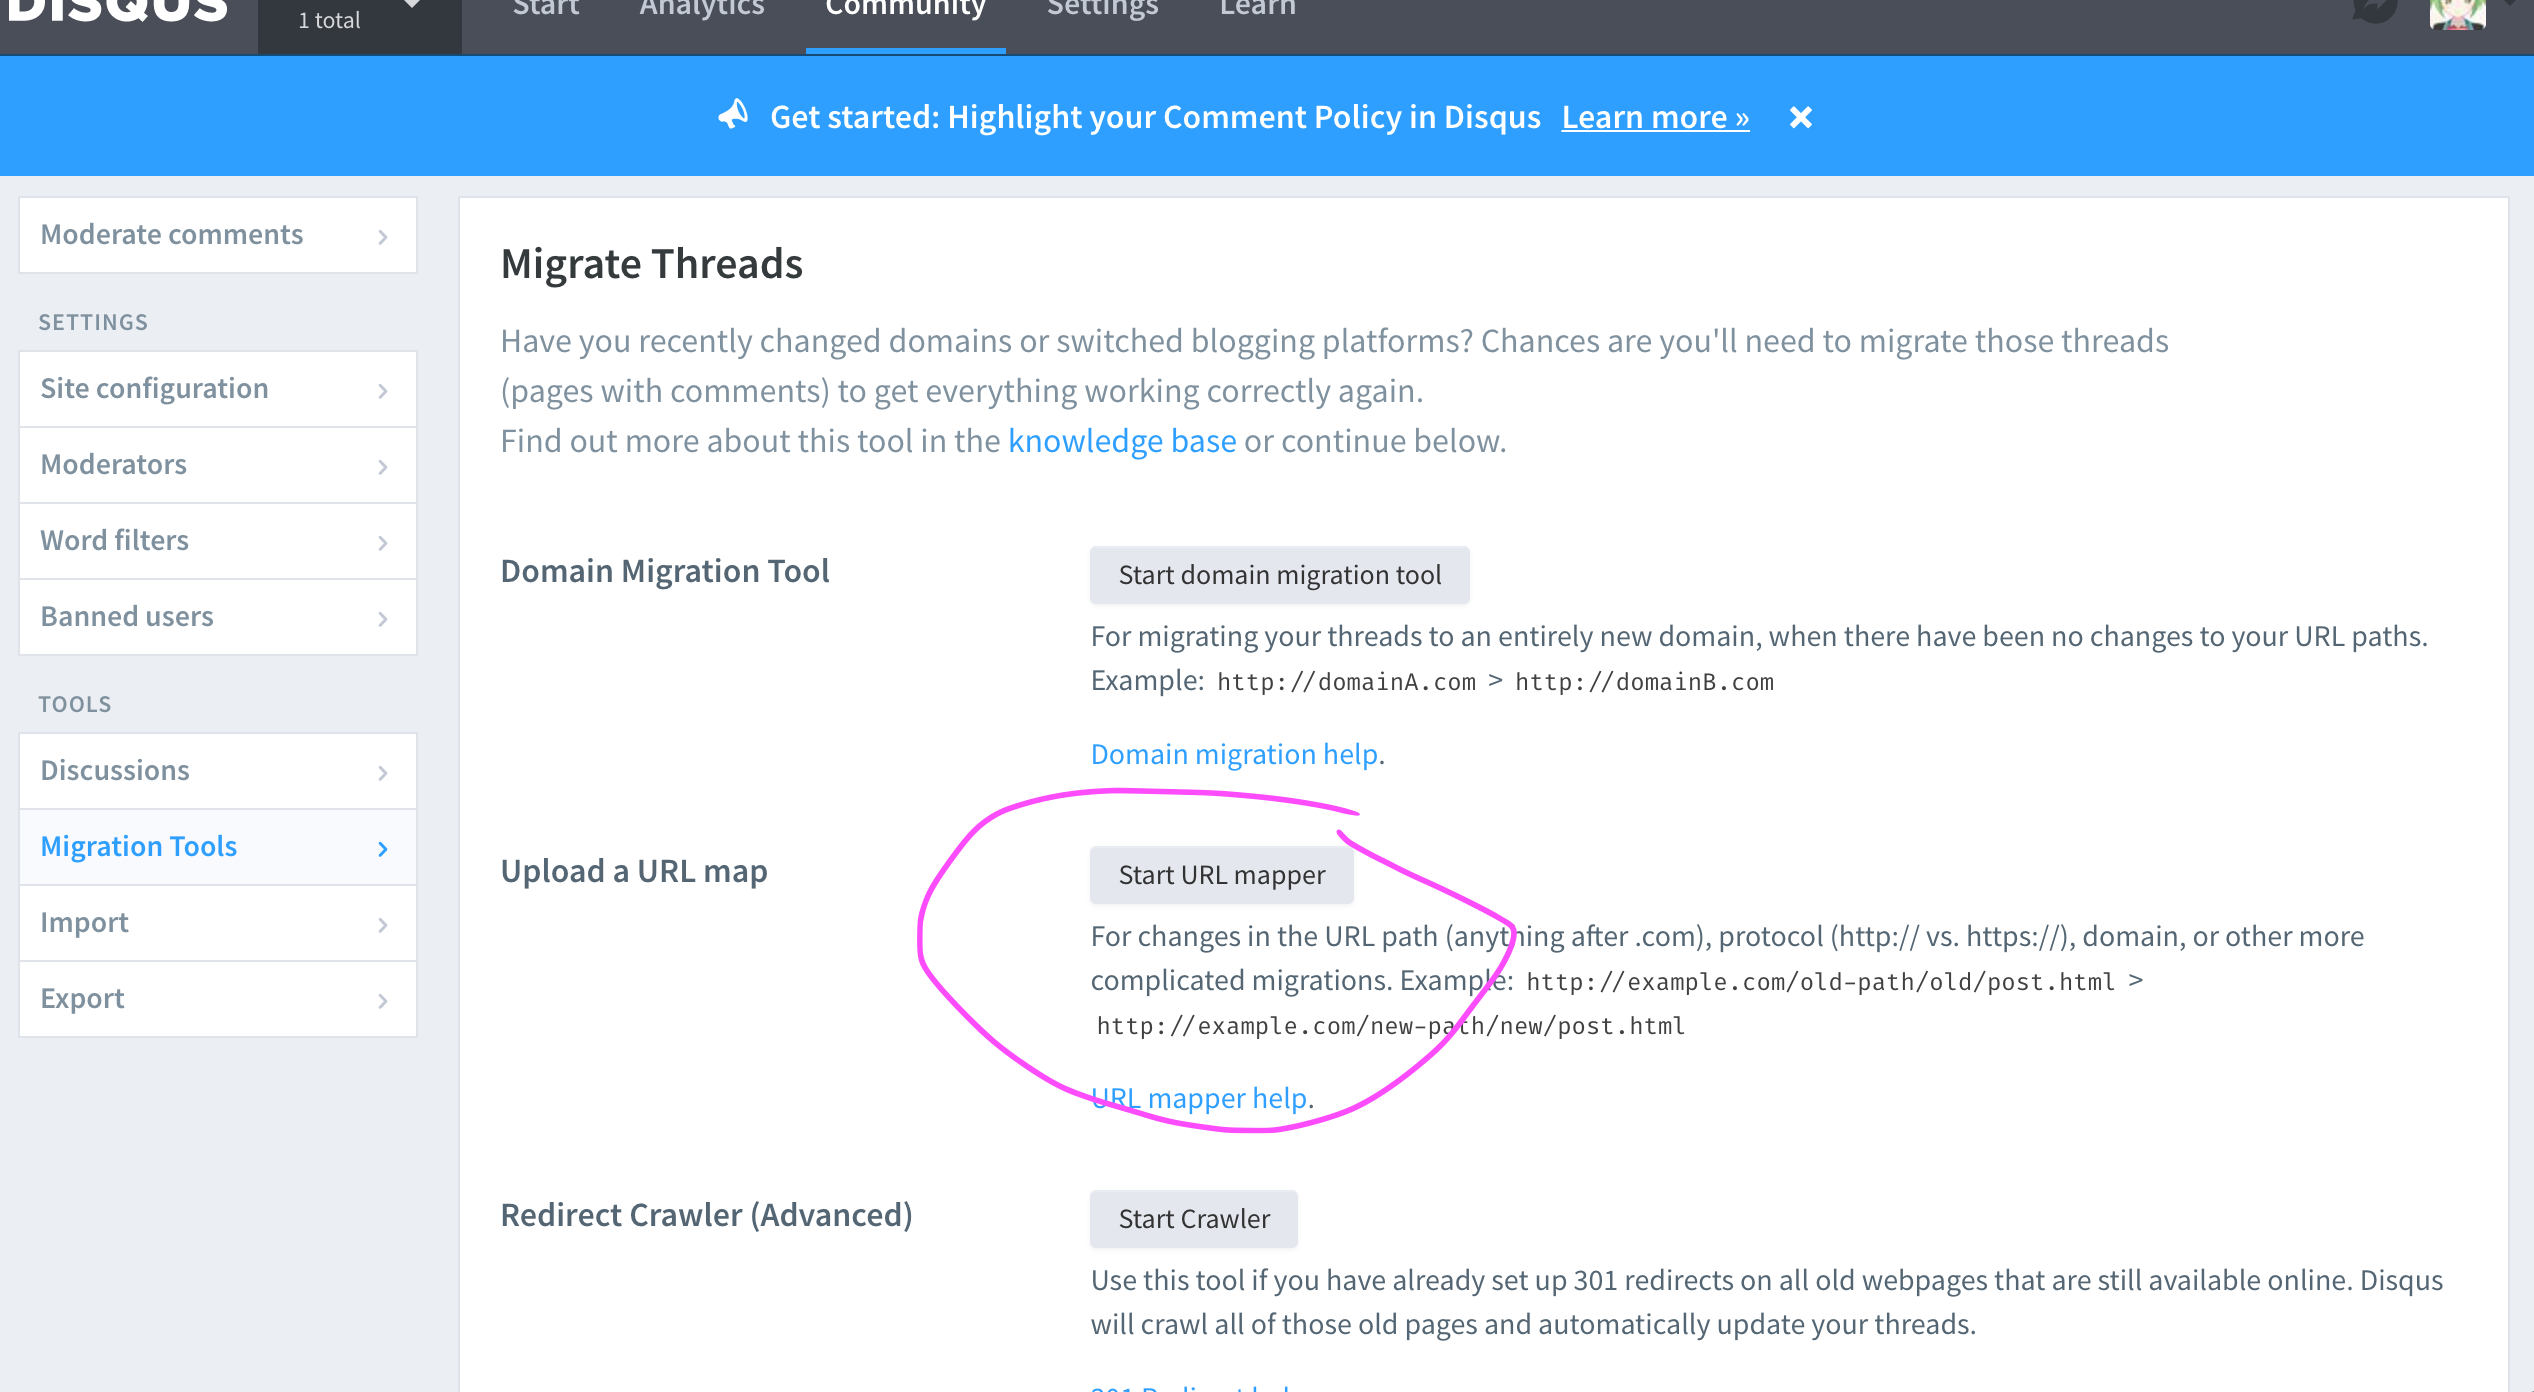 DISQUS
1 total
Start
Analytics
Community
Settings
Learn
Get started: Highlight your Comment Policy in Disqus Learn more »
Moderate comments
SETTINGS
Site configuration
Moderators
Word filters
Banned users
TOOLS
Discussions
Migration Tools
Import
Export
Migrate Threads
Have you recently changed domains or switched blogging platforms? Chances are you'll need to migrate those threads
(pages with comments) to get everything working correctly again.
Find out more about this tool in the knowledge base or continue below.
Domain Migration Tool
Start domain migration tool
For migrating your threads to an entirely new domain, when there have been no changes to your URL paths.
Example: http://domainA.com > http://domainB.com
Domain migration help.
Upload a URL map
Start URL mapper
For changes in the URL path (anything after .com), protocol (http:// vs. https://), domain, or other more
complicated migrations. Example: http://example.com/old-path/old/post.html >
http://example.com/new-path/new/post.html
URL mapper help.
Redirect Crawler (Advanced)
Start Crawler
Use this tool if you have already set up 301 redirects on all old webpages that are still available online. Disqus
will crawl all of those old pages and automatically update your threads.